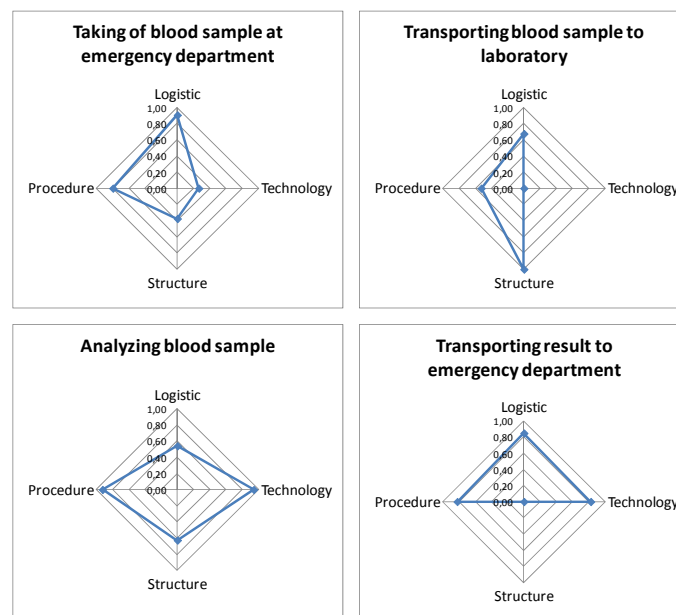 Taking of blood sample at
emergency department
Logistic
1,00
0,80
0,60
0,40
0,20
Procedure 0,00 Technology
Structure
Transporting blood sample to
laboratory
Logistic
1,00
0,80
0,60
0,40
0,20
Procedure 0,00 Technology
Structure
Analyzing blood sample
Logistic
1,00
0,80
0,60
0,40
0,20
Procedure 0,00 Technology
Structure
Transporting result to
emergency department
Logistic
1,00
0,80
0,60
0,40
0,20
Procedure 0,00 Technology
Structure